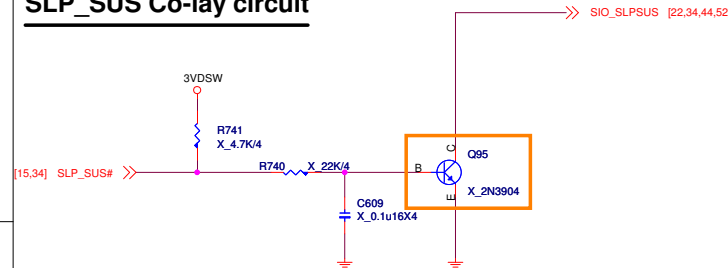 SLP_SUS Co-lay circuit
SIO_SLPSUS [22,34,44,52
3VDSW
R741
X_4.7K/4
[15,34] SLP_SUS#
R740 X_22K/4
B
C
E
Q95
X_2N3904
C609
X_0.1u16X4